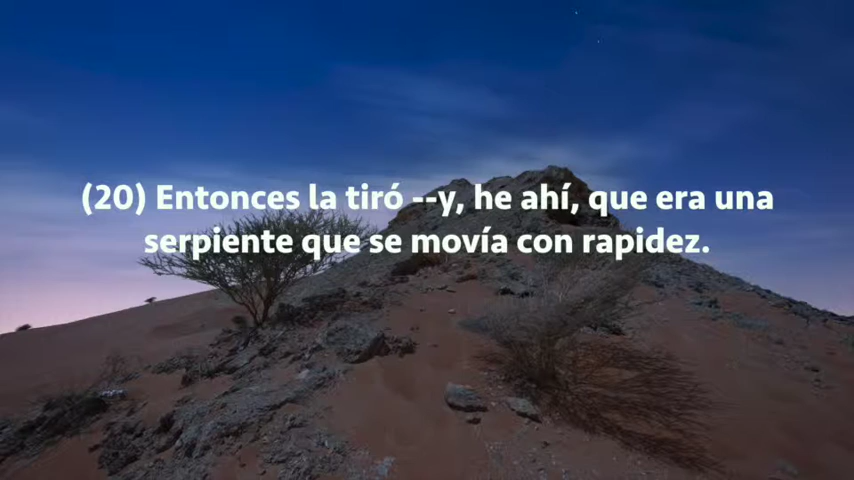 (20) Entonces la tiró --y, he ahí, que era una
serpiente que se movía con rapidez.